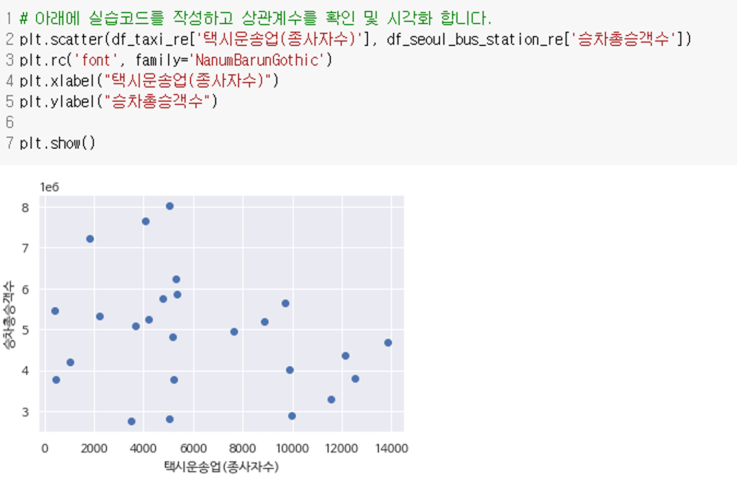 1 # 아래에 실습코드를 작성하고 상관계수를 확인 및 시각화 합니다.
2 plt.scatter(df_taxi_re['택시운송업(종사자수)'], df_seoul_bus_station_re['승차총승객수'])
3 plt.rc('font', family='NanumBarunGothic')
4 plt.xlabel("택시운송업(종사자수)")
5 plt.ylabel("승차총승객수")
6
7 plt.show()
1e6
8
7
6
5
4
3
승차총승객수
0 2000 4000 6000 8000 10000 12000 14000
택시운송업(종사자수)